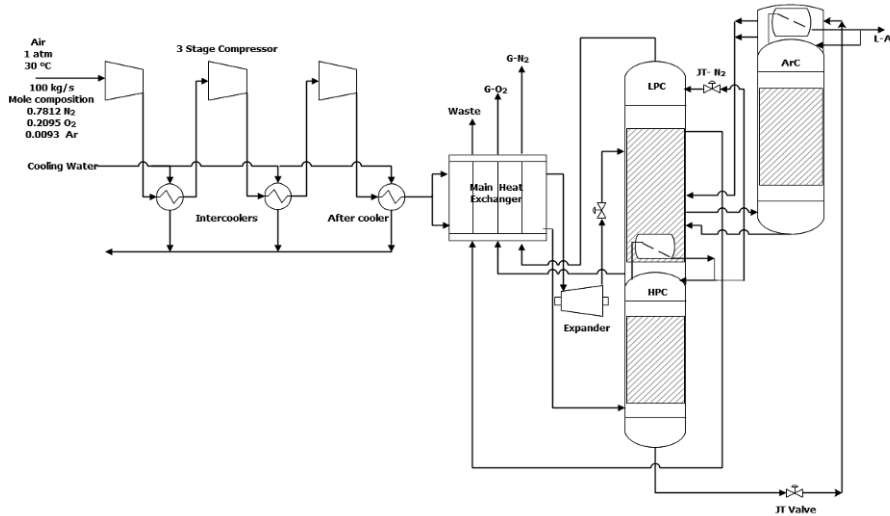 Air
1 atm
30 ºC
100 kg/s
Mole composition
0.7812 N₂
0.2095 O₂
0.0093 Ar
3 Stage Compressor
Cooling Water
Intercoolers
After cooler
Waste
G-O₂
G-N₂
Main Heat
Exchanger
Expander
LPC
HPC
JT- N₂
ArC
L-A
JT Valve